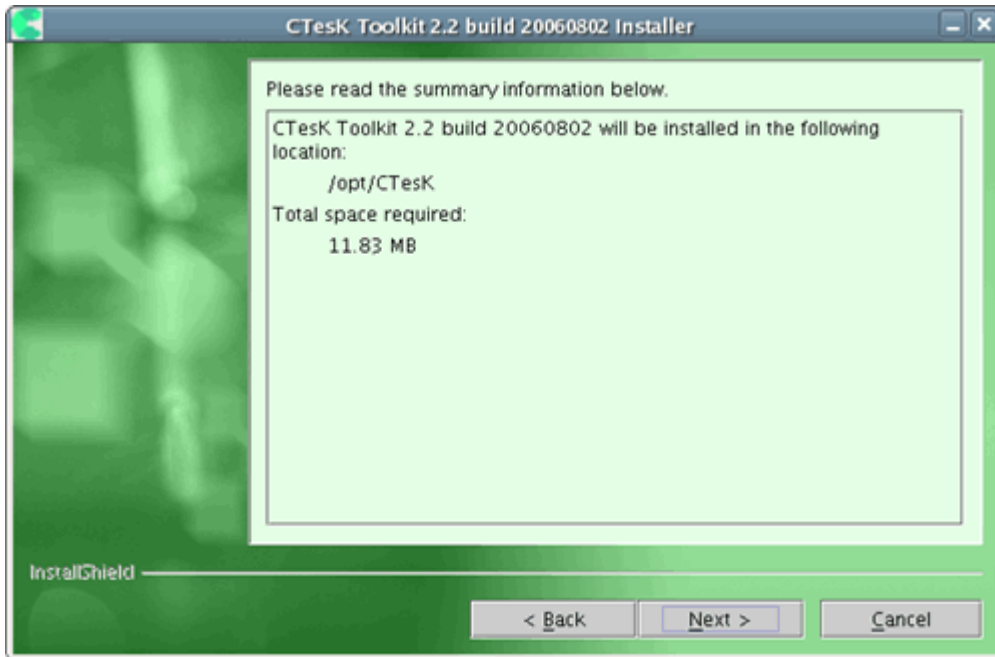 CTesK Toolkit 2.2 build 20060802 Installer
Please read the summary information below.
CTesK Toolkit 2.2 build 20060802 will be installed in the following
location:
/opt/CTesK
Total space required:
11.83 MB
InstallShield
< Back
Next >
Cancel